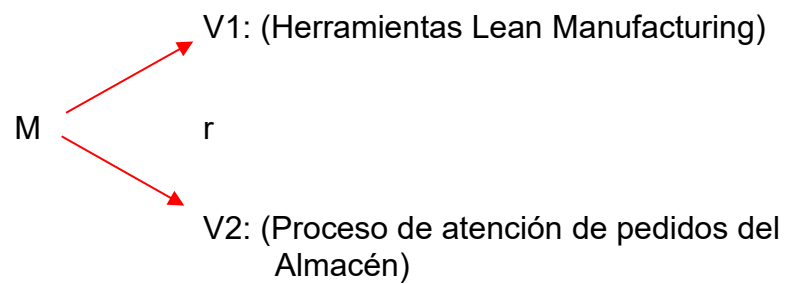 V1: (Herramientas Lean Manufacturing)
M
r
V2: (Proceso de atención de pedidos del
Almacén)